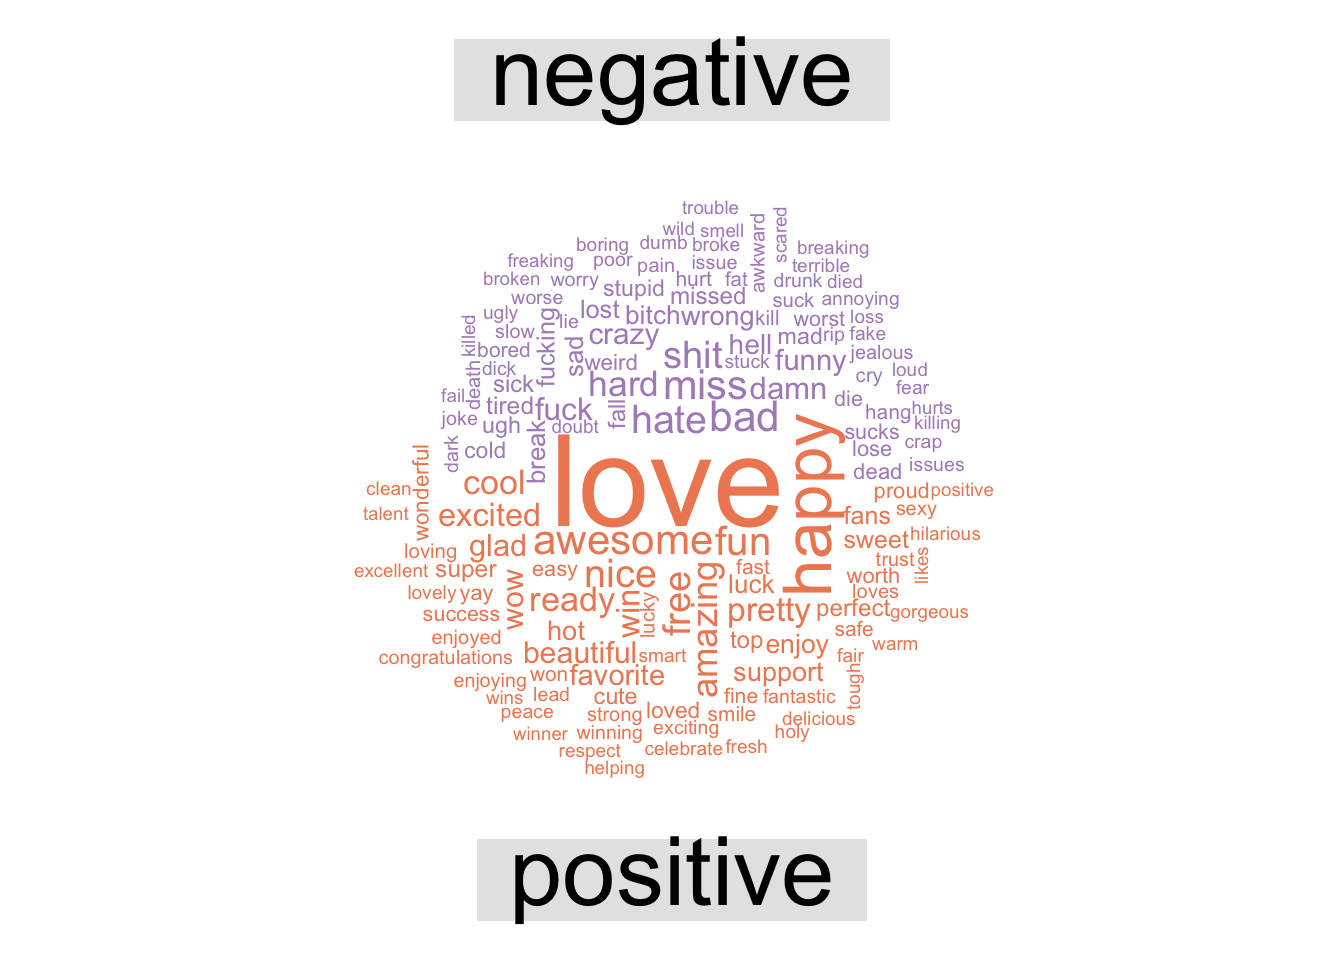 negative
trouble
wild smell awkward scared
boring dumb broke breaking
freaking poor pain issue terrible
broken worry stupid hurt fat drunk died
worse missed suck annoying
ugly lie lost bitch wrong kill worst loss
killed slow fucking sad crazy shit hell mad rip fake
bored weird stuck funny jealous
death dick sick hard miss damn cry loud
fail tired fuck fall hate bad die fear
joke ugh doubt hang hurts
break sucks killing
dark cold lose crap
dead issues
love happy
wonderful cool proud positive
clean excited fans sexy
talent awesome fun sweet hilarious
loving glad trust likes
excellent super easy nice fast worth
lovely yay wow ready win lucky free amazing luck loves
success pretty perfect gorgeous
enjoyed hot top enjoy safe warm
congratulations beautiful smart fair
enjoying won favorite support tough
wins lead cute fine fantastic
peace strong loved smile delicious
winner winning exciting holy
respect celebrate fresh
helping
positive